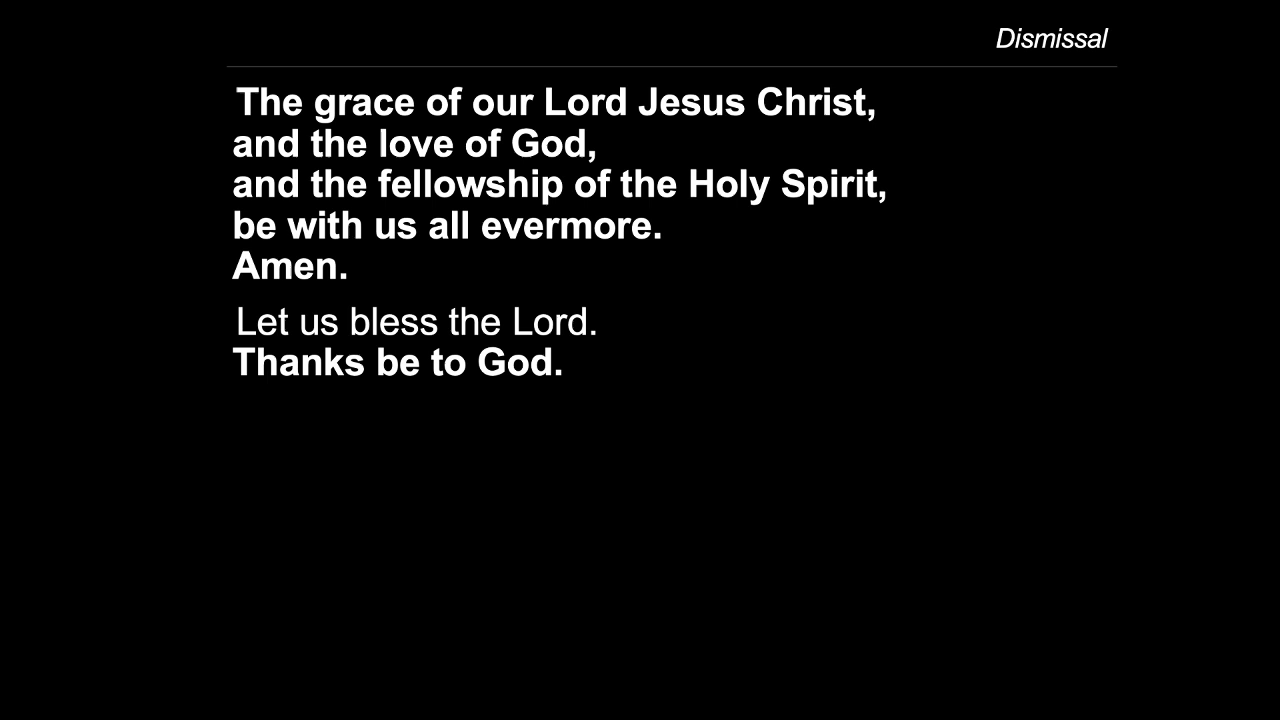 Dismissal
The grace of our Lord Jesus Christ,
and the love of God,
and the fellowship of the Holy Spirit,
be with us all evermore.
Amen.
Let us bless the Lord.
Thanks be to God.